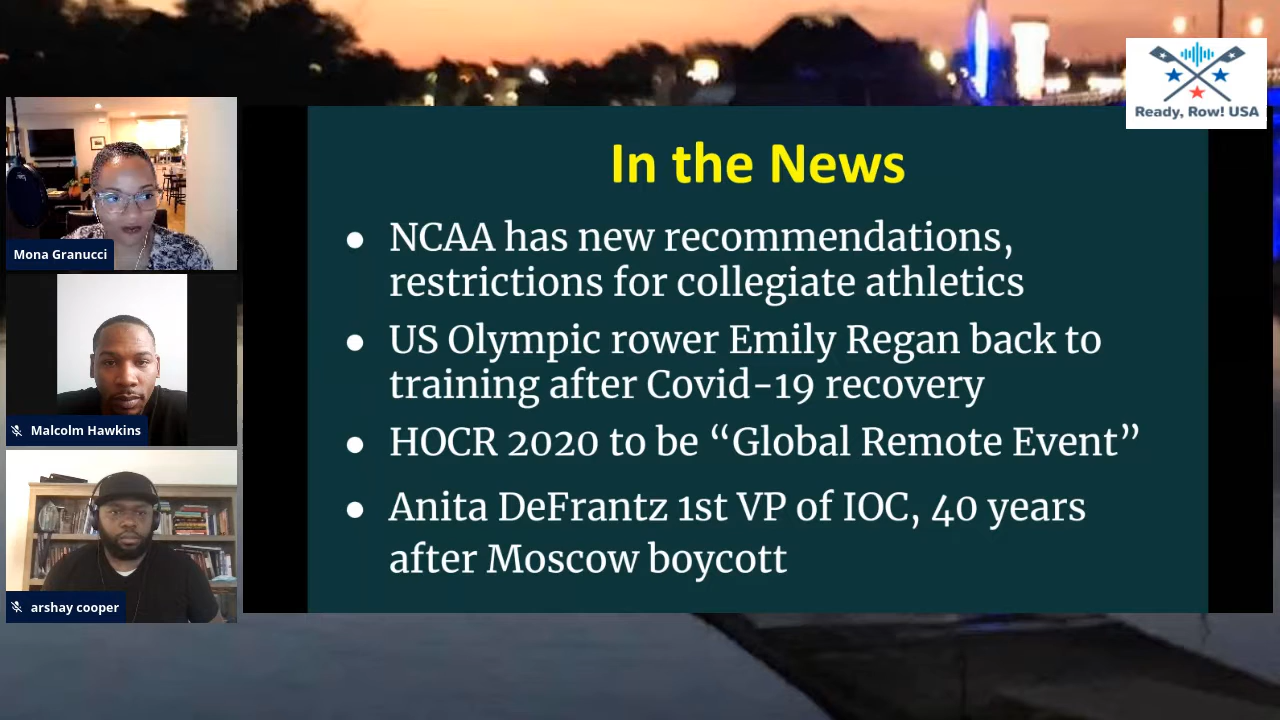 Ready, Row! USA
In the News
Mona Granucci
Malcolm Hawkins
arshay cooper
● NCAA has new recommendations,
restrictions for collegiate athletics
● US Olympic rower Emily Regan back to
training after Covid-19 recovery
● HOCR 2020 to be “Global Remote Event”
● Anita DeFrantz 1st VP of IOC, 40 years
after Moscow boycott